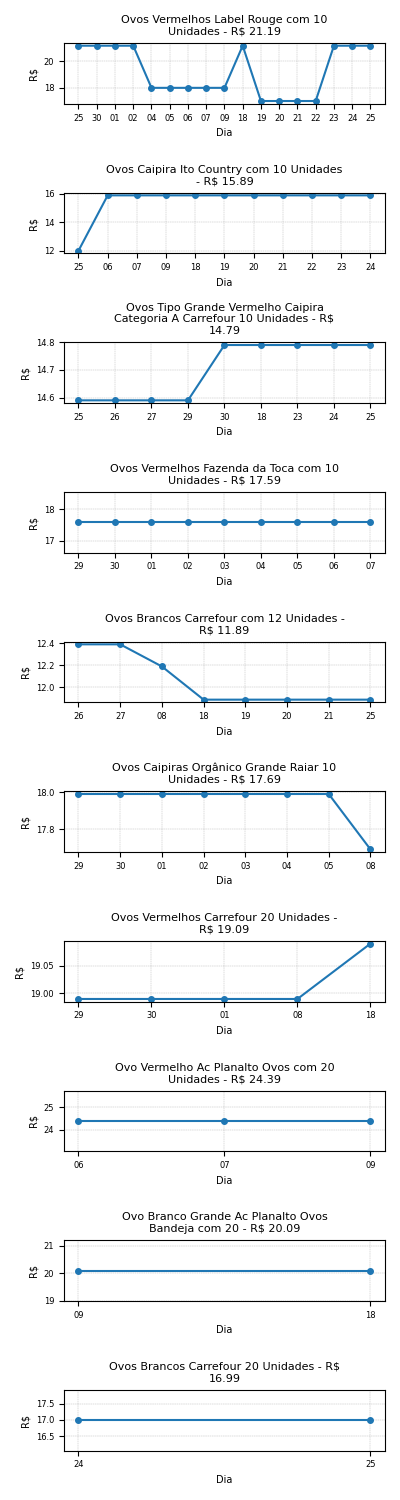 Ovos Vermelhos Label Rouge com 10
Unidades - R$ 21.19
20
18
R$
25 30 01 02 04 05 06 07 09 18 19 20 21 22 23 24 25
Dia
Ovos Caipira Ito Country com 10 Unidades
- R$ 15.89
16
14
12
R$
25 06 07 09 18 19 20 21 22 23 24
Dia
Ovos Tipo Grande Vermelho Caipira
Categoria A Carrefour 10 Unidades - R$
14.79
14.8
14.7
14.6
R$
25 26 27 29 30 18 23 24 25
Dia
Ovos Vermelhos Fazenda da Toca com 10
Unidades - R$ 17.59
18
17
R$
29 30 01 02 03 04 05 06 07
Dia
Ovos Brancos Carrefour com 12 Unidades -
R$ 11.89
12.4
12.2
12.0
R$
26 27 08 18 19 20 21 25
Dia
Ovos Caipiras Orgânico Grande Raiar 10
Unidades - R$ 17.69
18.0
17.8
R$
29 30 01 02 03 04 05 08
Dia
Ovos Vermelhos Carrefour 20 Unidades -
R$ 19.09
19.05
19.00
R$
29 30 01 08 18
Dia
Ovo Vermelho Ac Planalto Ovos com 20
Unidades - R$ 24.39
25
24
R$
06 07 09
Dia
Ovo Branco Grande Ac Planalto Ovos
Bandeja com 20 - R$ 20.09
21
20
19
R$
09 18
Dia
Ovos Brancos Carrefour 20 Unidades - R$
16.99
17.5
17.0
16.5
R$
24 25
Dia